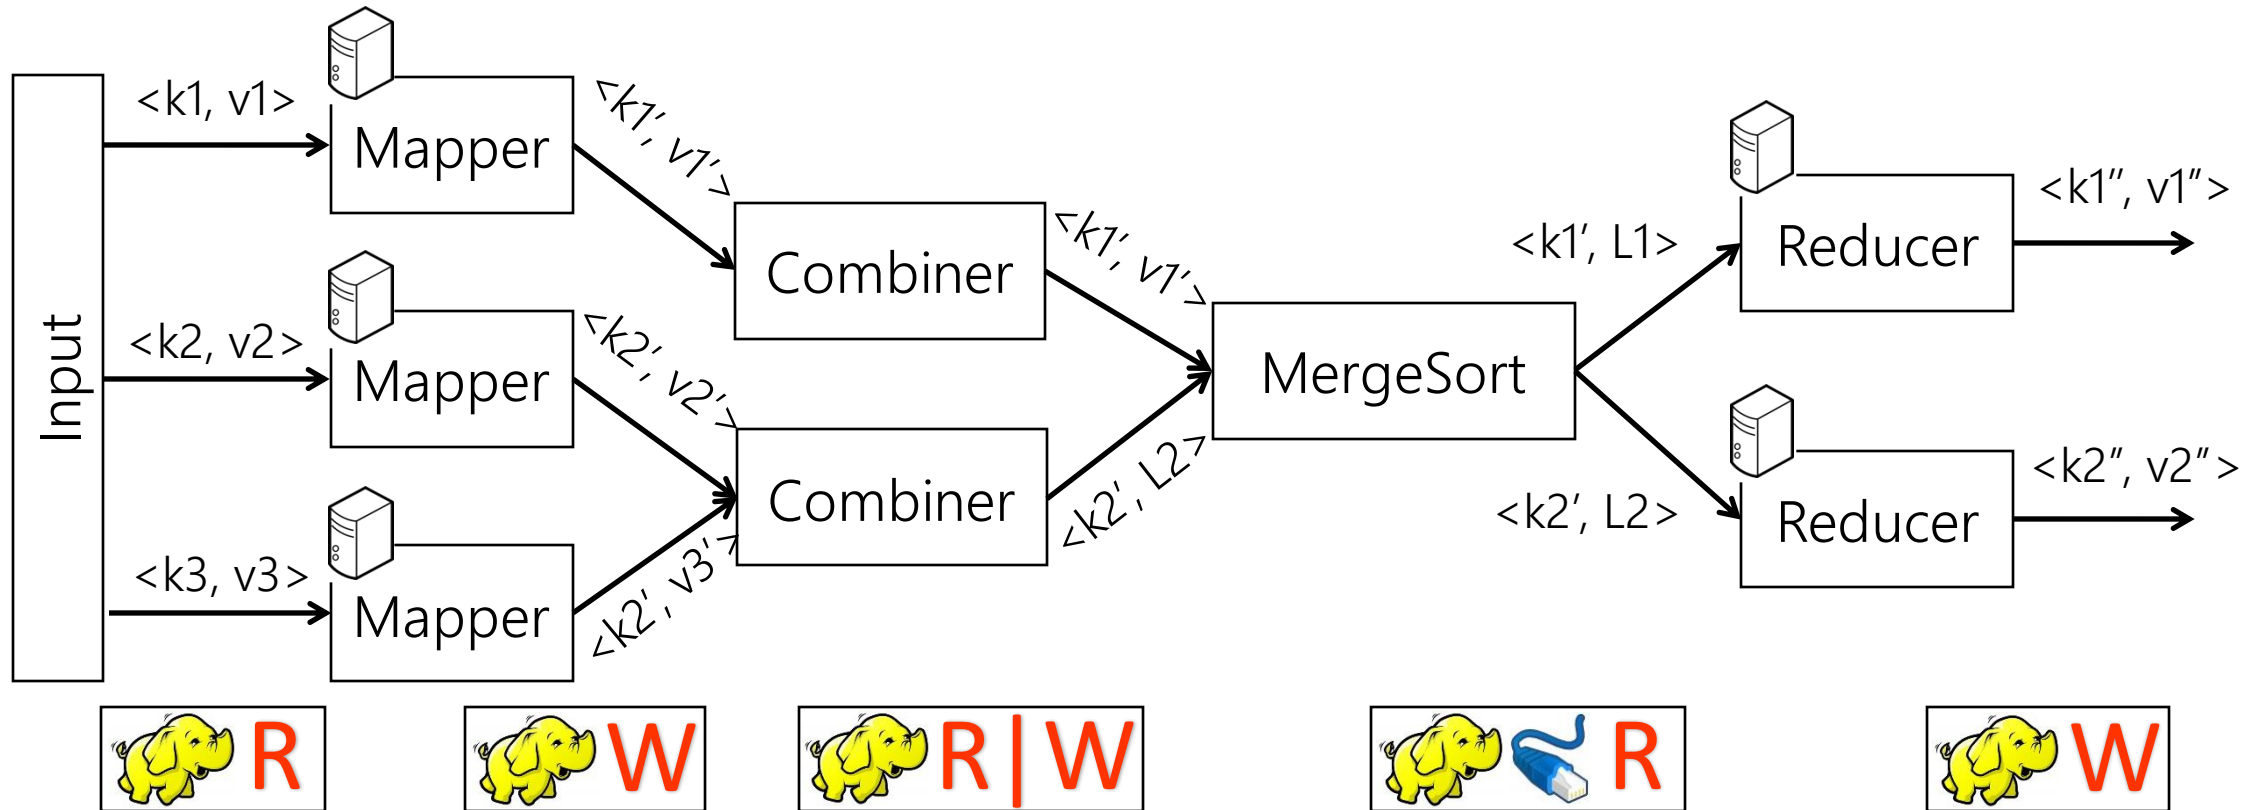 Input
<k1, v1>
<k2, v2>
<k3, v3>
Mapper
Mapper
Mapper
<k1′, v1′>
<k2′, v2′>
<k2′, v3′>
Combiner
Combiner
<k1′, v1′>
<k2′, L2>
MergeSort
<k1′, L1>
<k2′, L2>
Reducer
Reducer
<k1″, v1″>
<k2″, v2″>
R
W
R|W
R
W